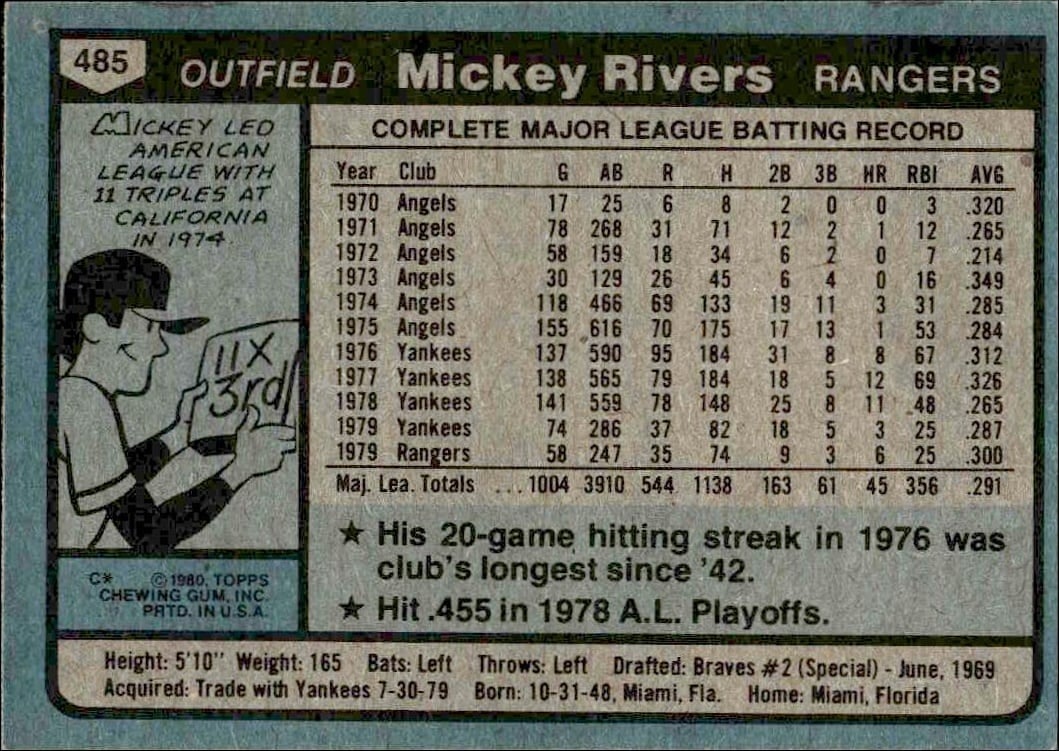 485 OUTFIELD Mickey Rivers RANGERS
MICKEY LED
AMERICAN
LEAGUE WITH
11 TRIPLES AT
CALIFORNIA
IN 1974.
11X
3rd
C* ©1980, TOPPS
CHEWING GUM, INC.
PRTD. IN U.S.A.
COMPLETE MAJOR LEAGUE BATTING RECORD
Year Club G AB R H 2B 3B HR RBI AVG
1970 Angels 17 25 6 8 2 0 0 3 .320
1971 Angels 78 268 31 71 12 2 1 12 .265
1972 Angels 58 159 18 34 6 2 0 7 .214
1973 Angels 30 129 26 45 6 4 0 16 .349
1974 Angels 118 466 69 133 19 11 3 31 .285
1975 Angels 155 616 70 175 17 13 1 53 .284
1976 Yankees 137 590 95 184 31 8 8 67 .312
1977 Yankees 138 565 79 184 18 5 12 69 .326
1978 Yankees 141 559 78 148 25 8 11 48 .265
1979 Yankees 74 286 37 82 18 5 3 25 .287
1979 Rangers 58 247 35 74 9 3 6 25 .300
Maj. Lea. Totals ... 1004 3910 544 1138 163 61 45 356 .291
★ His 20-game hitting streak in 1976 was
club's longest since '42.
★ Hit .455 in 1978 A.L. Playoffs.
Height: 5'10" Weight: 165 Bats: Left Throws: Left Drafted: Braves #2 (Special) - June, 1969
Acquired: Trade with Yankees 7-30-79 Born: 10-31-48, Miami, Fla. Home: Miami, Florida